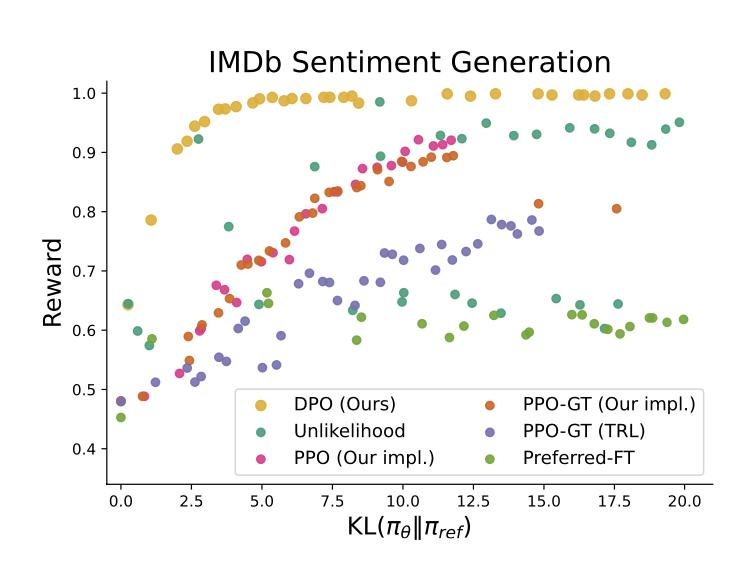 IMDb Sentiment Generation
Reward
1.0
0.9
0.8
0.7
0.6
0.5
0.4
DPO (Ours)
Unlikelihood
PPO (Our impl.)
PPO-GT (Our impl.)
PPO-GT (TRL)
Preferred-FT
0.0 2.5 5.0 7.5 10.0 12.5 15.0 17.5 20.0
KL(πθ‖πref)